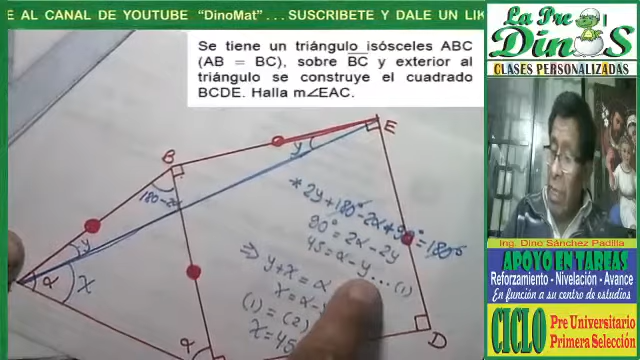 E AL CANAL DE YOUTUBE “DinoMat”... SUSCRIBETE Y DALE UN LIK
La Pre
DinoS
CLASES PERSONALIZADAS
Se tiene un triángulo isósceles ABC
(AB = BC), sobre BC y exterior al
triángulo se construye el cuadrado
BCDE. Halla m∠EAC.
B
E
y
180-2α
* 2y+180°-2α+90°=180°
90°=2α-2y
45=α-y...(1)
⇒ y+x=α
x=α-
(1)=(2)
x=45
y
α
x
α
D
Ing. Dino Sánchez Padilla
APOYO EN TAREAS
Reforzamiento - Nivelación - Avance
En función a su centro de estudios
CICLO
Pre Universitario
Primera Selección